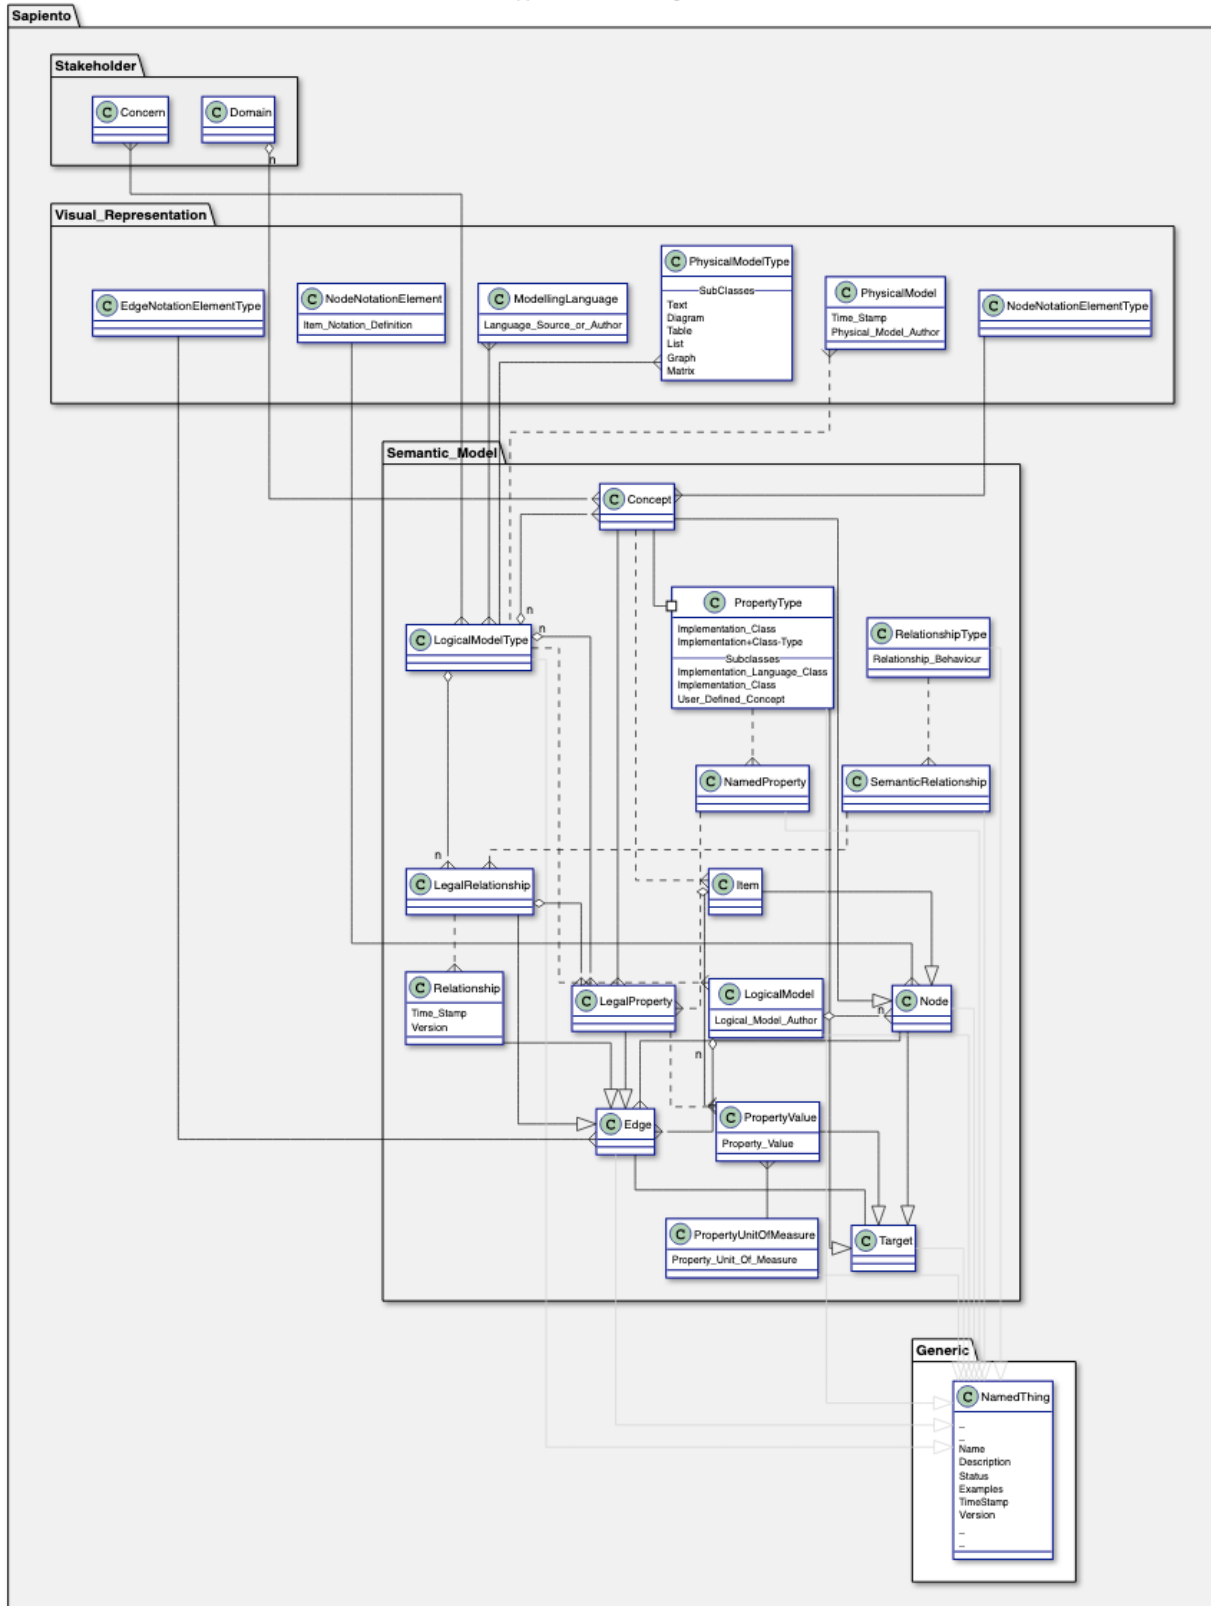 Sapiento
Stakeholder
C Concern
C Domain
n
Visual_Representation
C EdgeNotationElementType
C NodeNotationElement
Item_Notation_Definition
C ModellingLanguage
Language_Source_or_Author
C PhysicalModelType
SubClasses
Text
Diagram
Table
List
Graph
Matrix
C PhysicalModel
Time_Stamp
Physical_Model_Author
C NodeNotationElementType
Semantic_Model
C Concept
n
n
C LogicalModelType
C PropertyType
Implementation_Class
Implementation+Class-Type
Subclasses
Implementation_Language_Class
Implementation_Class
User_Defined_Concept
C RelationshipType
Relationship_Behaviour
C NamedProperty
C SemanticRelationship
n
C LegalRelationship
C Item
C Relationship
Time_Stamp
Version
C LegalProperty
C LogicalModel
Logical_Model_Author
n
C Node
n
C Edge
C PropertyValue
Property_Value
C PropertyUnitOfMeasure
Property_Unit_Of_Measure
C Target
Generic
C NamedThing
_
_
Name
Description
Status
Examples
TimeStamp
Version
_
_